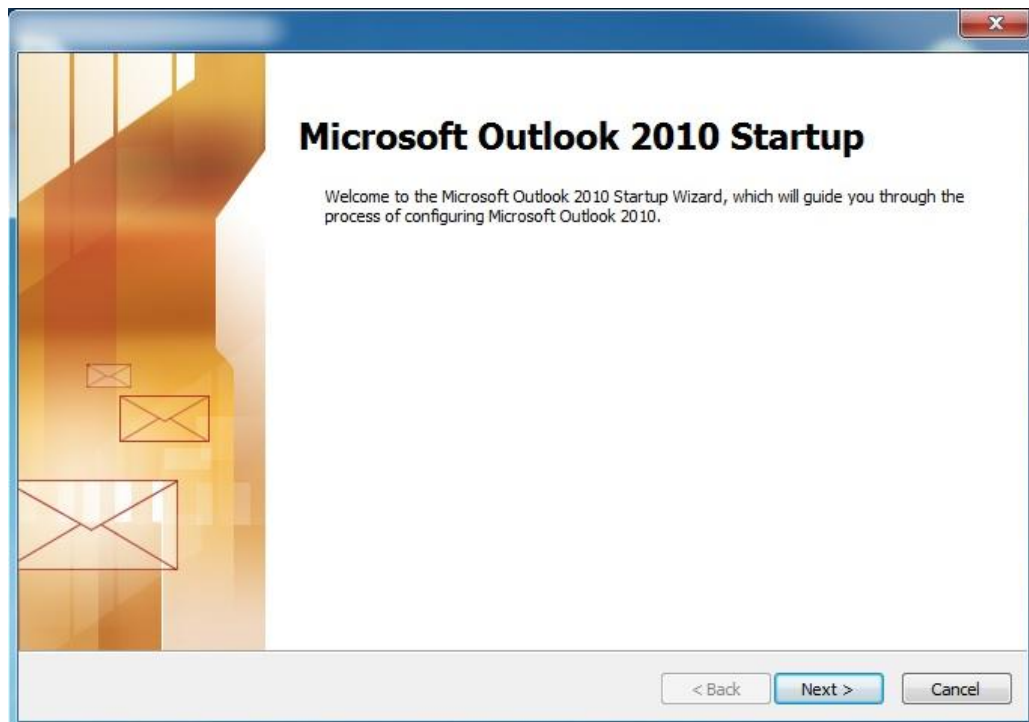 Microsoft Outlook 2010 Startup
Welcome to the Microsoft Outlook 2010 Startup Wizard, which will guide you through the
process of configuring Microsoft Outlook 2010.
< Back Next > Cancel